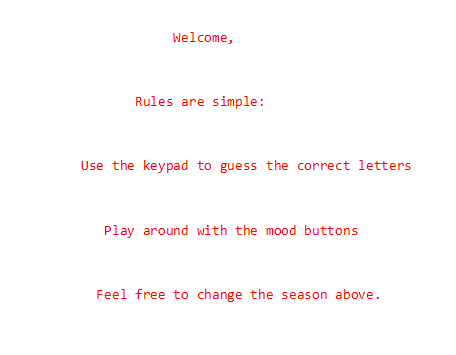 Welcome,
Rules are simple:
Use the keypad to guess the correct letters
Play around with the mood buttons
Feel free to change the season above.